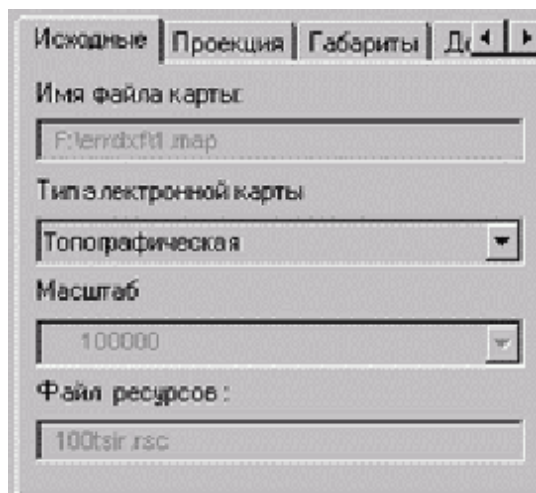 Исходные Проекция Габариты
Имя файла карты:
Тип электронной карты
Топографическая
Масштаб
100000
Файл ресурсов :
100tsir.rsc